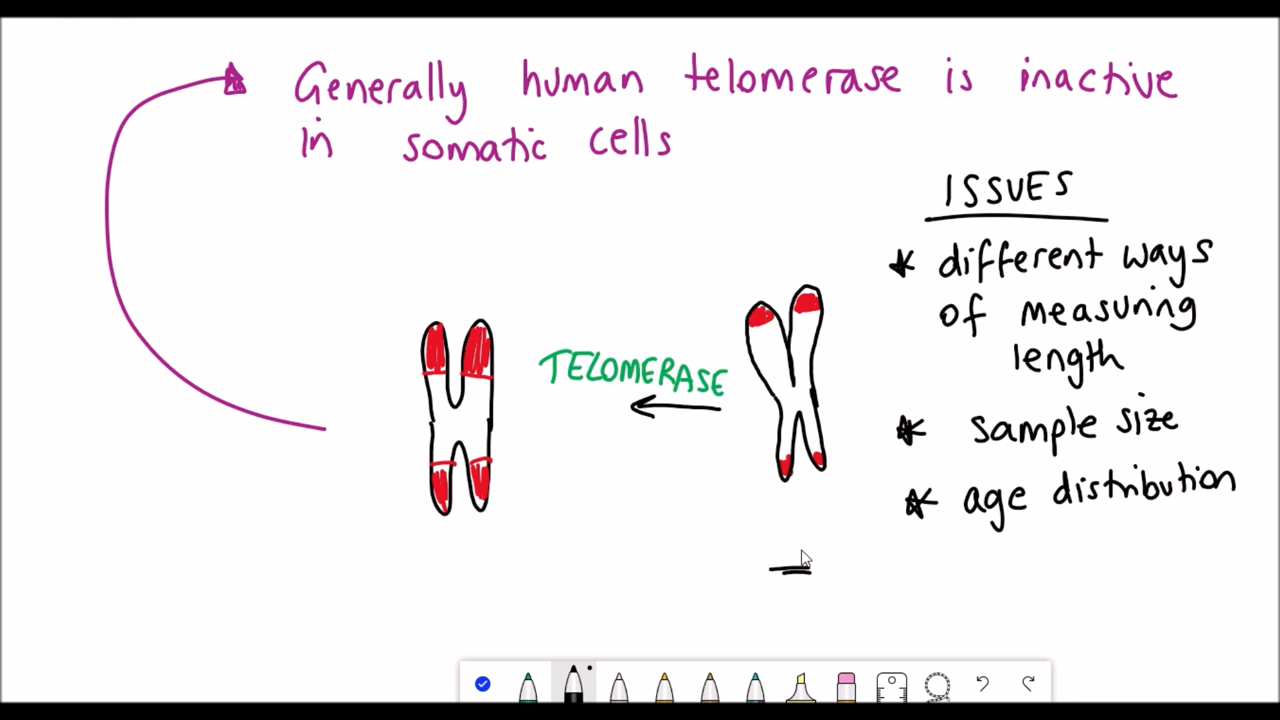 Generally human telomerase is inactive
in somatic cells
ISSUES
* different ways
of measuring
length
* sample size
* age distribution
TELOMERASE